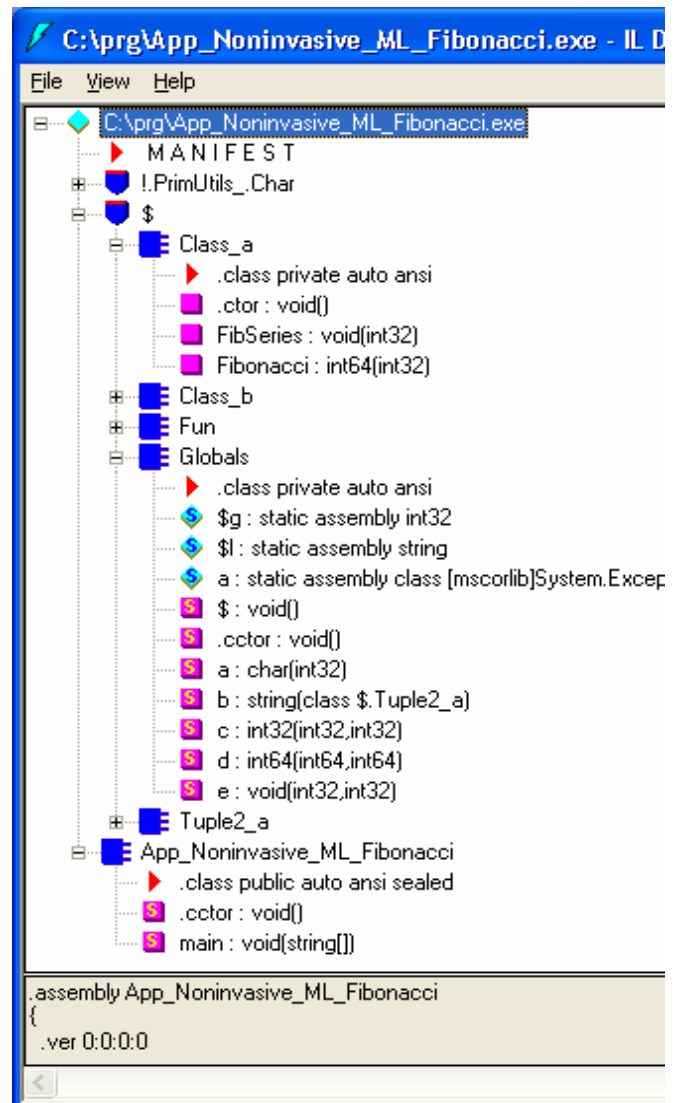 C:\prg\App_Noninvasive_ML_Fibonacci.exe - IL D
File View Help
C:\prg\App_Noninvasive_ML_Fibonacci.exe
M A N I F E S T
!.PrimUtils_.Char
$
Class_a
.class private auto ansi
.ctor : void()
FibSeries : void(int32)
Fibonacci : int64(int32)
Class_b
Fun
Globals
.class private auto ansi
$g : static assembly int32
$l : static assembly string
a : static assembly class [mscorlib]System.Excep
$ : void()
.cctor : void()
a : char(int32)
b : string(class $.Tuple2_a)
c : int32(int32,int32)
d : int64(int64,int64)
e : void(int32,int32)
Tuple2_a
App_Noninvasive_ML_Fibonacci
.class public auto ansi sealed
.cctor : void()
main : void(string[])
.assembly App_Noninvasive_ML_Fibonacci
{
.ver 0:0:0:0